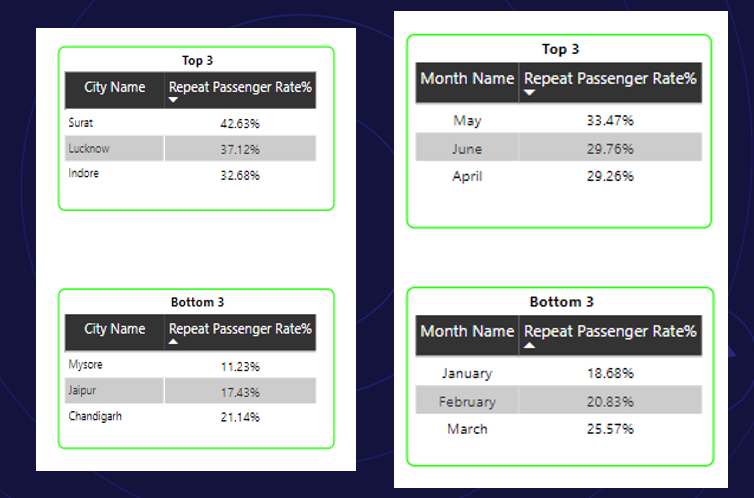 Top 3
City Name Repeat Passenger Rate%
Surat 42.63%
Lucknow 37.12%
Indore 32.68%
Bottom 3
City Name Repeat Passenger Rate%
Mysore 11.23%
Jaipur 17.43%
Chandigarh 21.14%
Top 3
Month Name Repeat Passenger Rate%
May 33.47%
June 29.76%
April 29.26%
Bottom 3
Month Name Repeat Passenger Rate%
January 18.68%
February 20.83%
March 25.57%